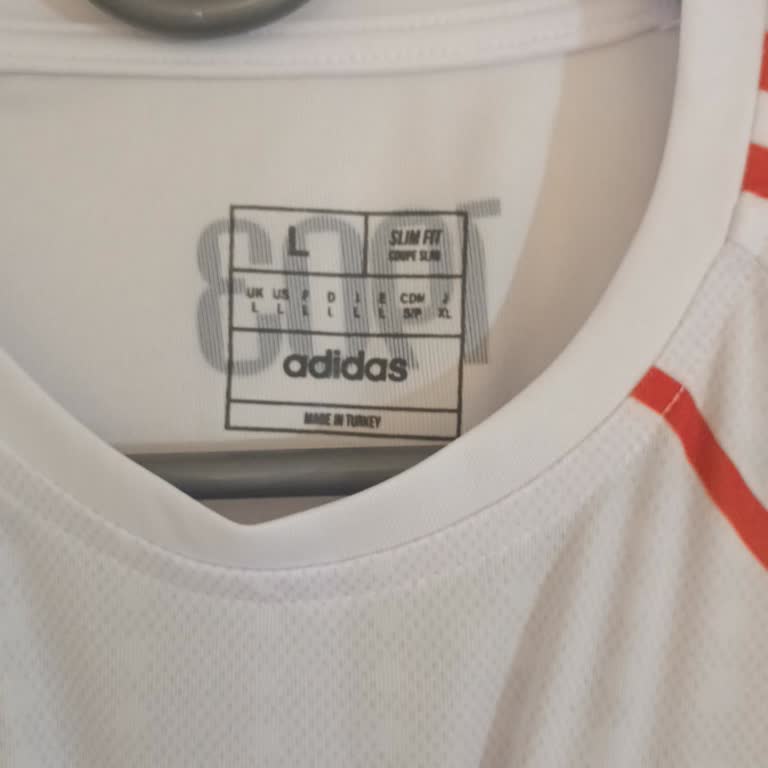 L
SLIM FIT
COUPE SLIM
UK US F D I E CDN J
L L L L L L S/P XL
adidas
MADE IN TURKEY